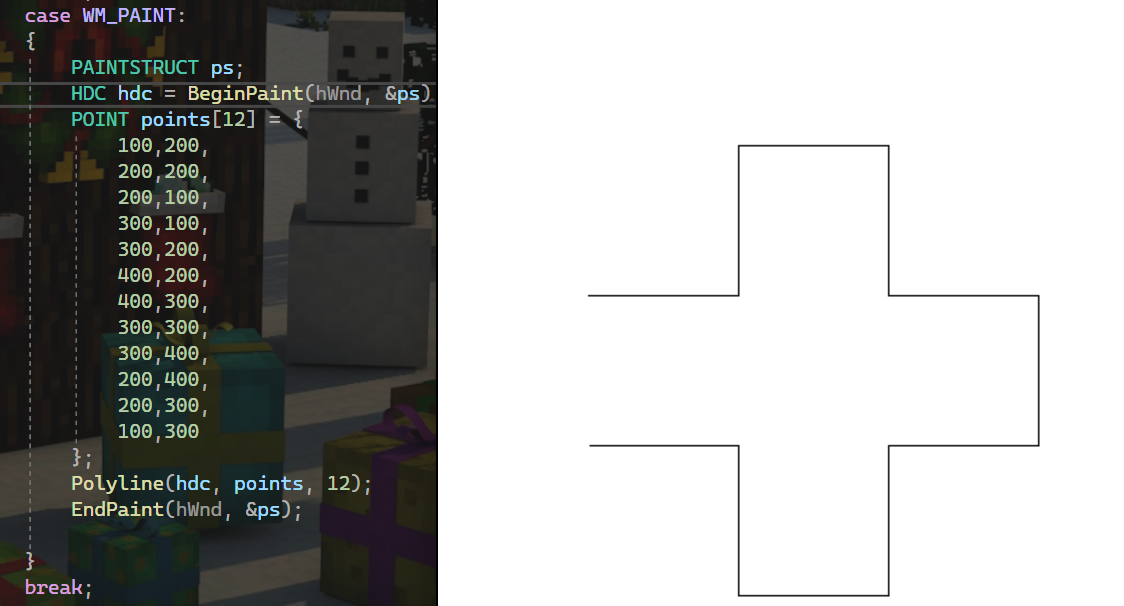 case WM_PAINT:
{
PAINTSTRUCT ps;
HDC hdc = BeginPaint(hWnd, &ps)
POINT points[12] = {
100,200,
200,200,
200,100,
300,100,
300,200,
400,200,
400,300,
300,300,
300,400,
200,400,
200,300,
100,300
};
Polyline(hdc, points, 12);
EndPaint(hWnd, &ps);
}
break;